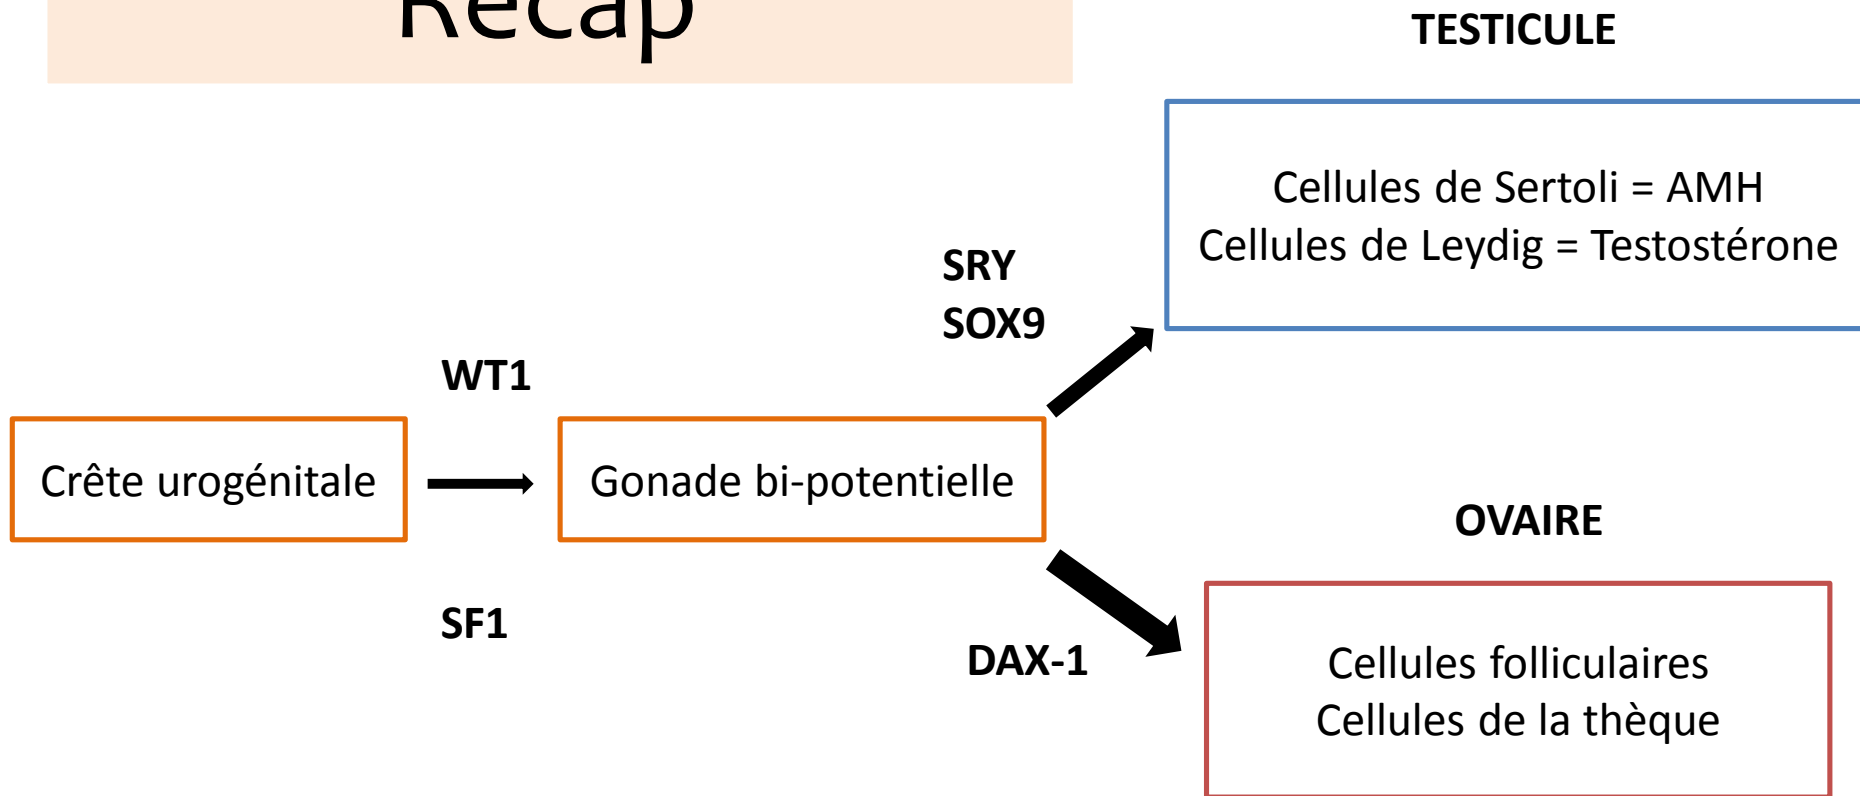 Recap
TESTICULE
Cellules de Sertoli = AMH
Cellules de Leydig = Testostérone
SRY
SOX9
WT1
Crête urogénitale
Gonade bi-potentielle
SF1
DAX-1
OVAIRE
Cellules folliculaires
Cellules de la thèque